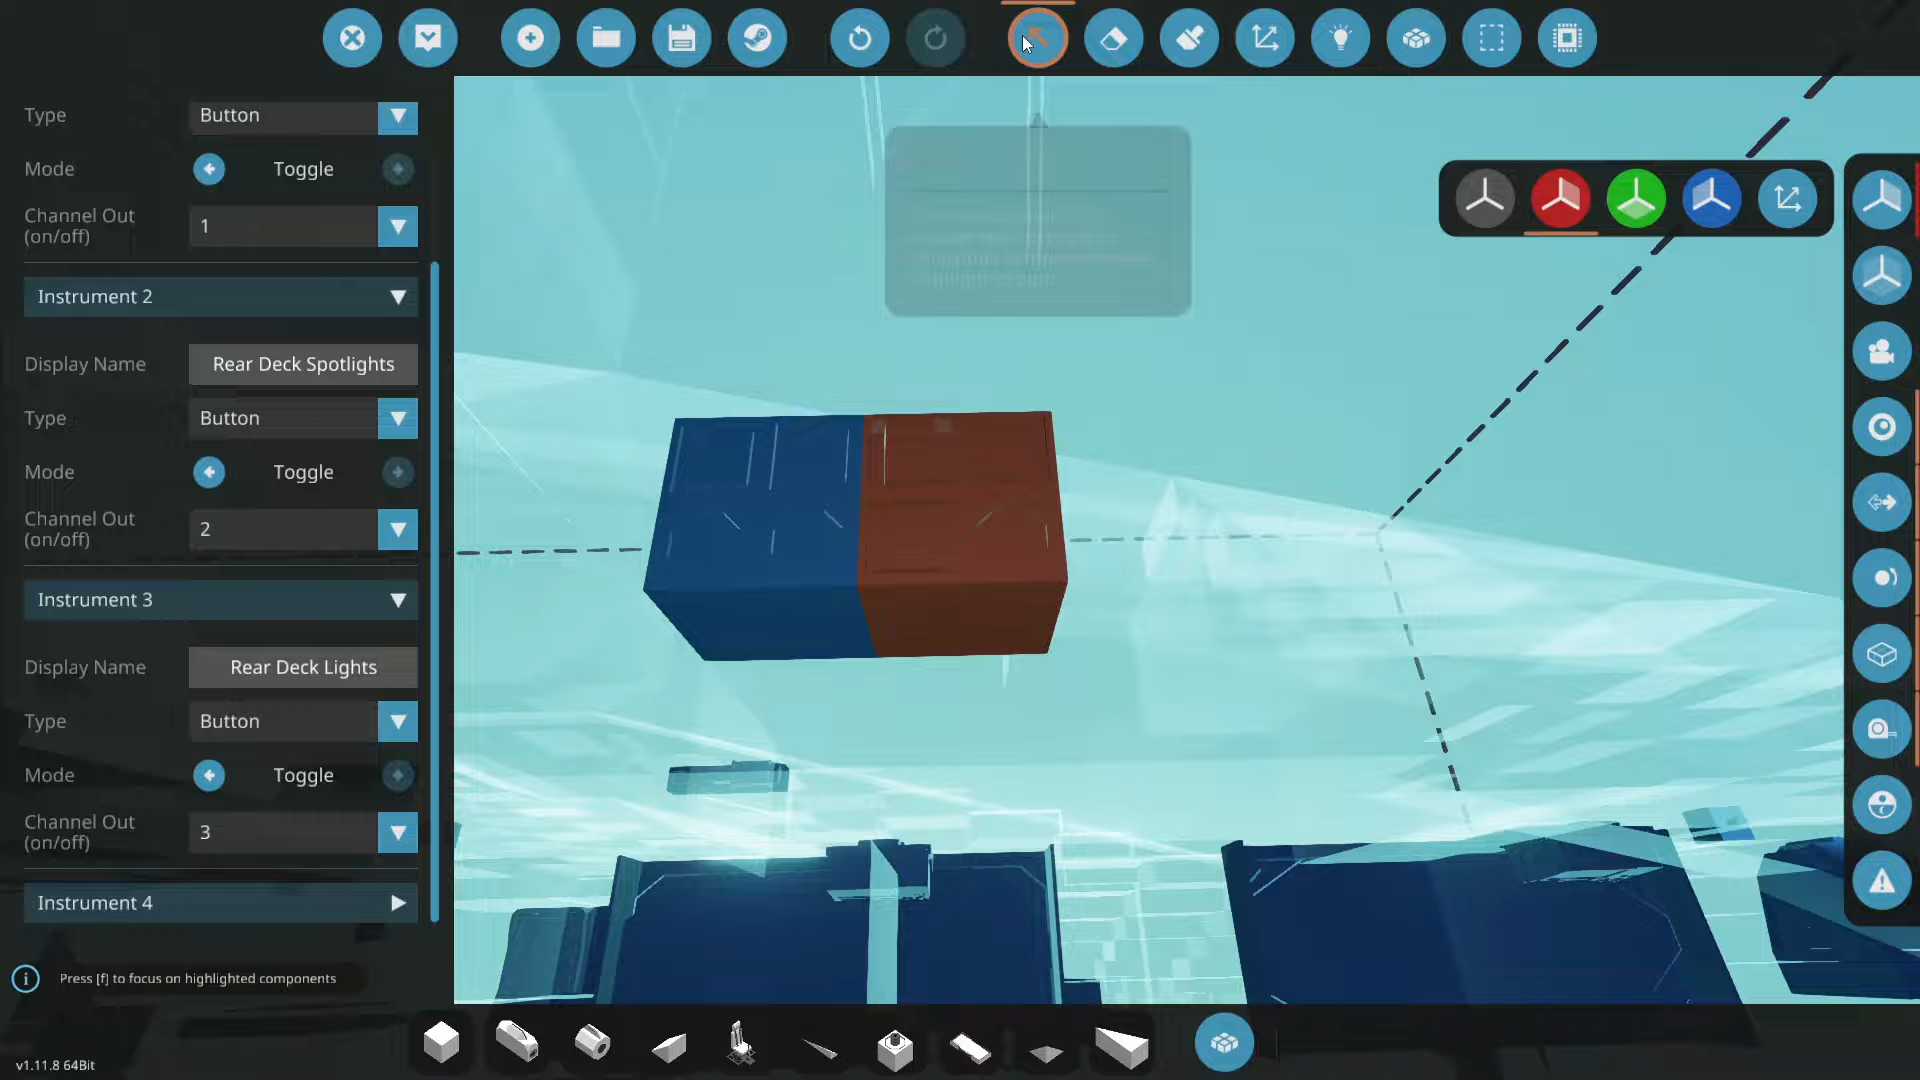 Type
Button
Mode
Toggle
Channel Out
(on/off)
1
Instrument 2
Display Name
Rear Deck Spotlights
Type
Button
Mode
Toggle
Channel Out
(on/off)
2
Instrument 3
Display Name
Rear Deck Lights
Type
Button
Mode
Toggle
Channel Out
(on/off)
3
Instrument 4
Press [f] to focus on highlighted components
v1.11.8 64Bit